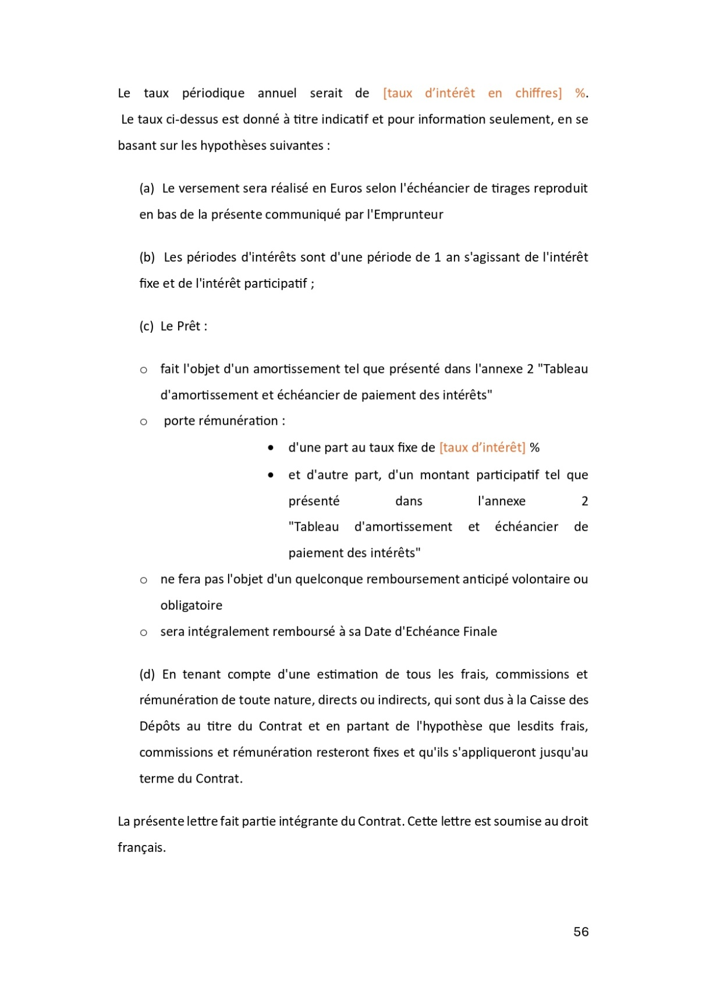 Le taux périodique annuel serait de [taux d’intérêt en chiffres] %.
Le taux ci-dessus est donné à titre indicatif et pour information seulement, en se
basant sur les hypothèses suivantes :
(a) Le versement sera réalisé en Euros selon l'échéancier de tirages reproduit
en bas de la présente communiqué par l'Emprunteur
(b) Les périodes d'intérêts sont d'une période de 1 an s'agissant de l'intérêt
fixe et de l'intérêt participatif ;
(c) Le Prêt :
o fait l'objet d'un amortissement tel que présenté dans l'annexe 2 "Tableau
d'amortissement et échéancier de paiement des intérêts"
o porte rémunération :
• d'une part au taux fixe de [taux d’intérêt] %
• et d'autre part, d'un montant participatif tel que
présenté dans l'annexe 2
"Tableau d'amortissement et échéancier de
paiement des intérêts"
o ne fera pas l'objet d'un quelconque remboursement anticipé volontaire ou
obligatoire
o sera intégralement remboursé à sa Date d'Echéance Finale
(d) En tenant compte d'une estimation de tous les frais, commissions et
rémunération de toute nature, directs ou indirects, qui sont dus à la Caisse des
Dépôts au titre du Contrat et en partant de l'hypothèse que lesdits frais,
commissions et rémunération resteront fixes et qu'ils s'appliqueront jusqu'au
terme du Contrat.
La présente lettre fait partie intégrante du Contrat. Cette lettre est soumise au droit
français.
56